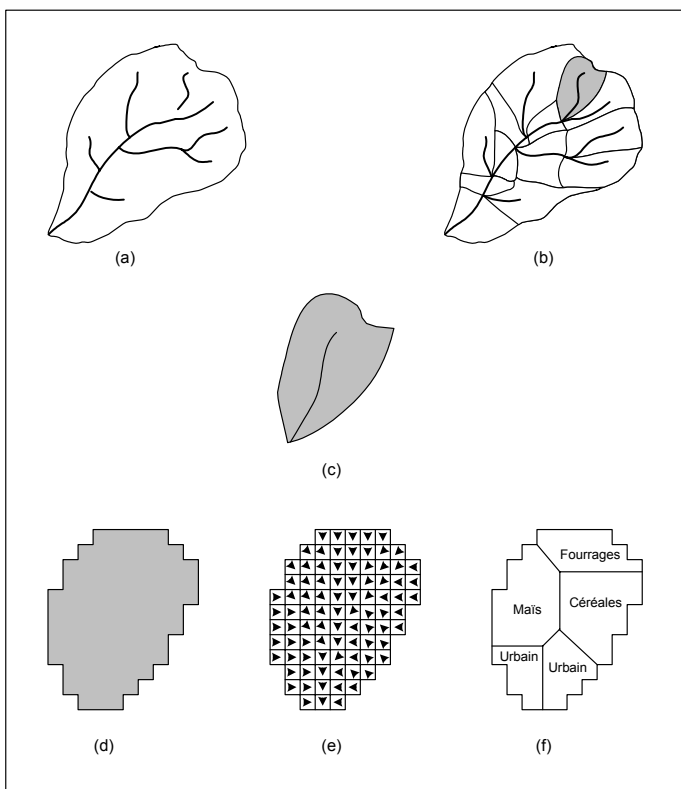 (a)
(b)
(c)
Fourrages
Maïs
Céréales
Urbain
Urbain
(d)
(e)
(f)